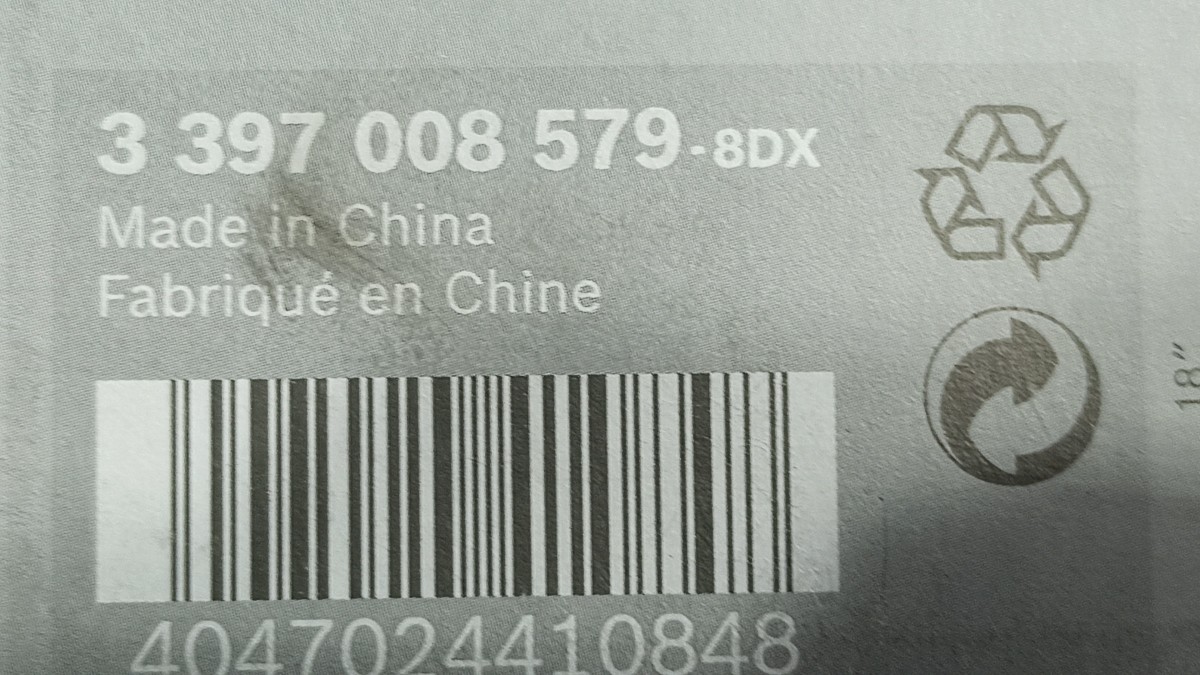 3 397 008 579-8DX
Made in China
Fabriqué en Chine
4047024410848
18"